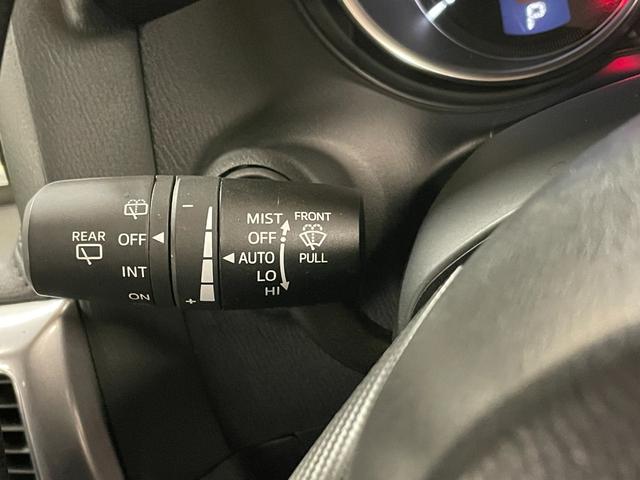 P
REAR
OFF
INT
ON
−
+
MIST
OFF
AUTO
LO
HI
FRONT
PULL